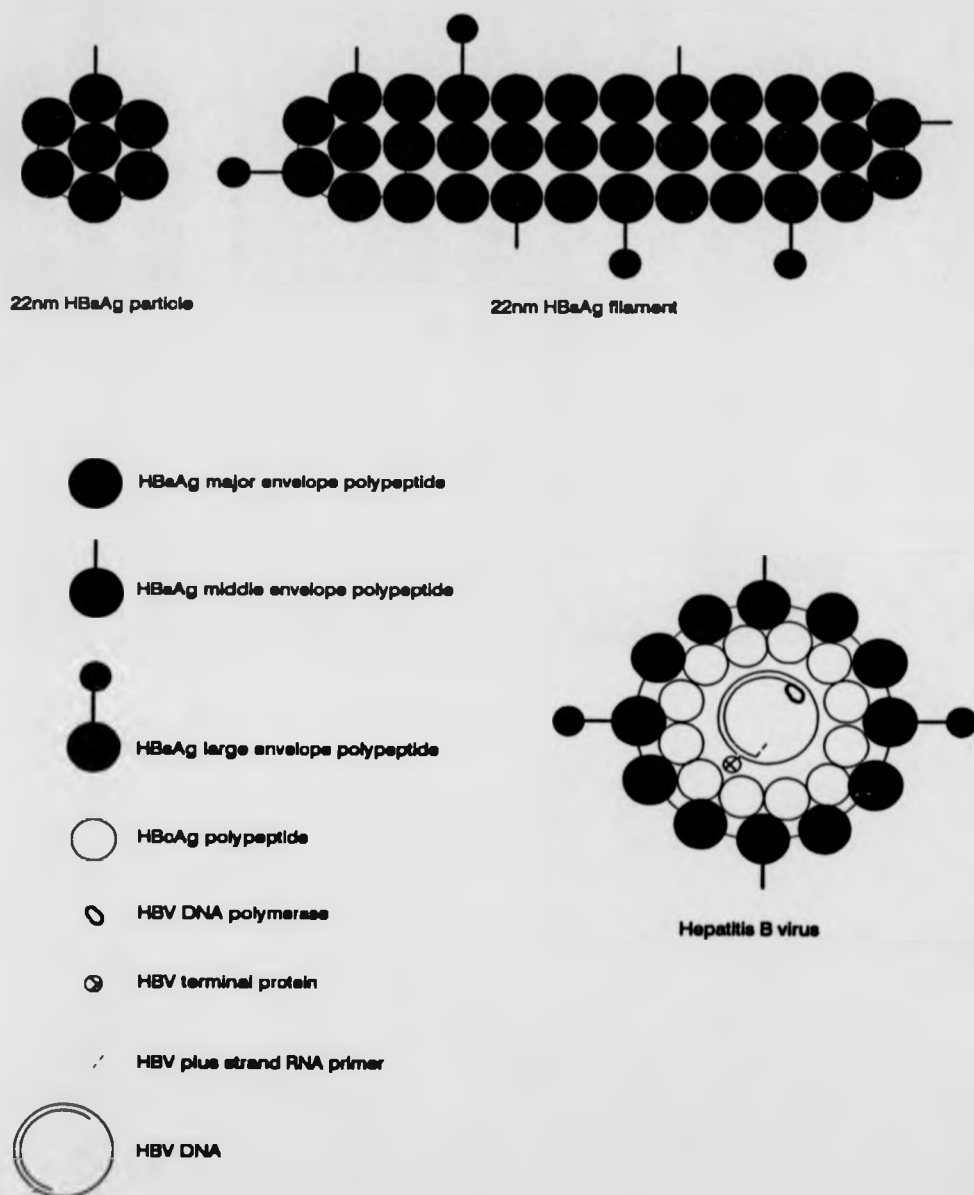 22nm HBsAg particle
22nm HBsAg filament
HBsAg major envelope polypeptide
HBsAg middle envelope polypeptide
HBsAg large envelope polypeptide
HBcAg polypeptide
HBV DNA polymerase
Hepatitis B virus
HBV terminal protein
HBV plus strand RNA primer
HBV DNA